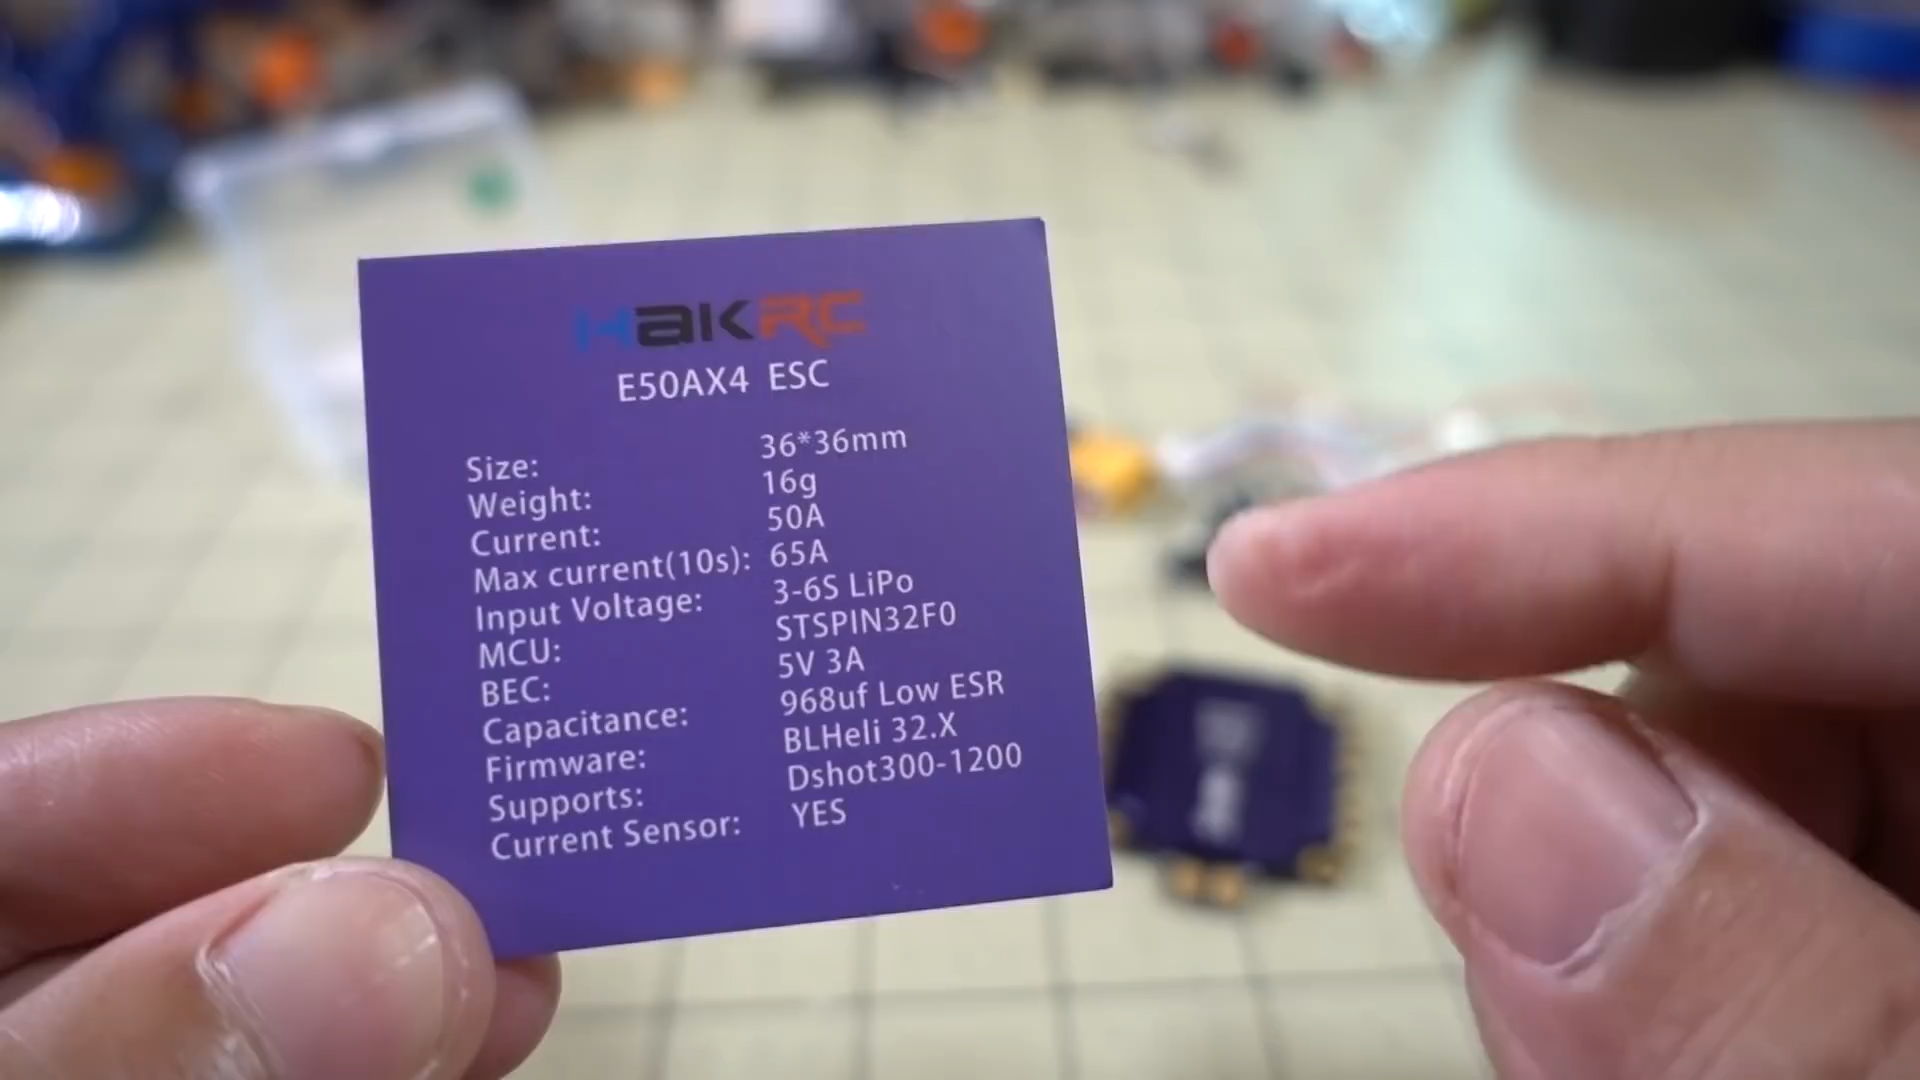 HakRC
E50AX4 ESC
Size: 36*36mm
Weight: 16g
Current: 50A
Max current(10s): 65A
Input Voltage: 3-6S LiPo
MCU: STSPIN32F0
BEC: 5V 3A
Capacitance: 968uf Low ESR
Firmware: BLHeli 32.X
Supports: Dshot300-1200
Current Sensor: YES